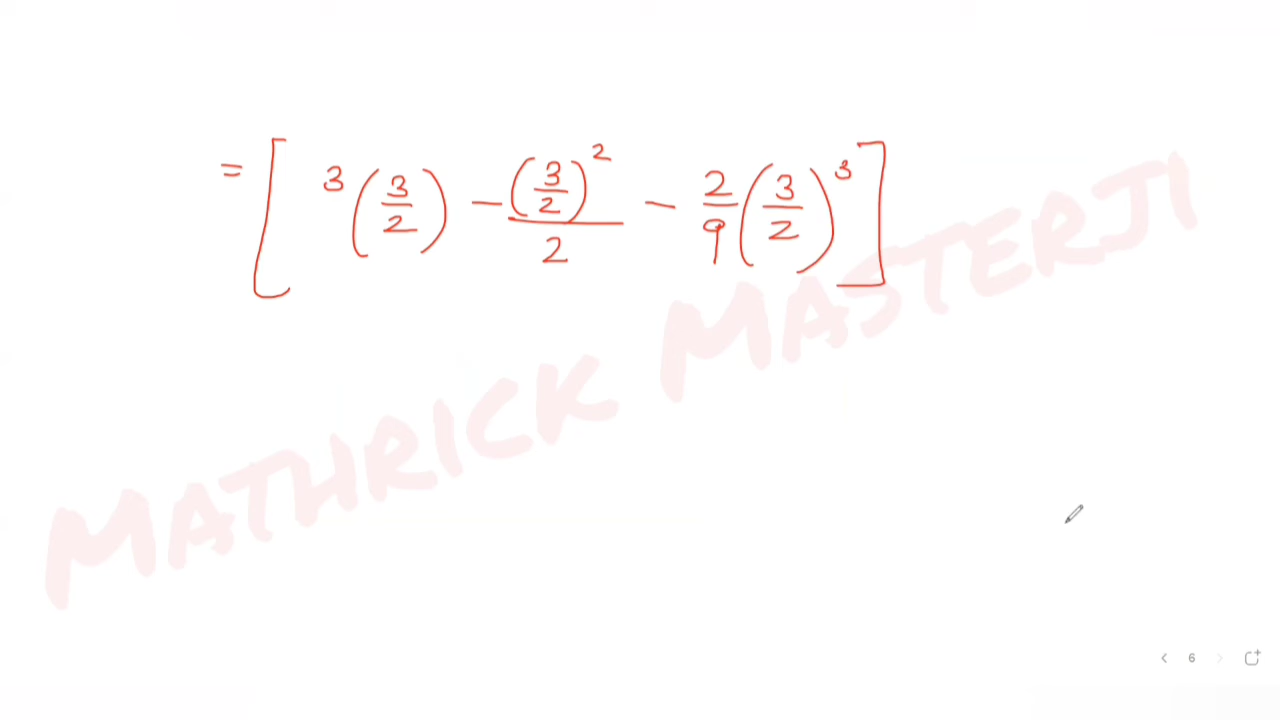 = [ 3(3/2) - (3/2)^2/2 - 2/9(3/2)^3 ]
MATHRICK MASTERJI
< 6 >